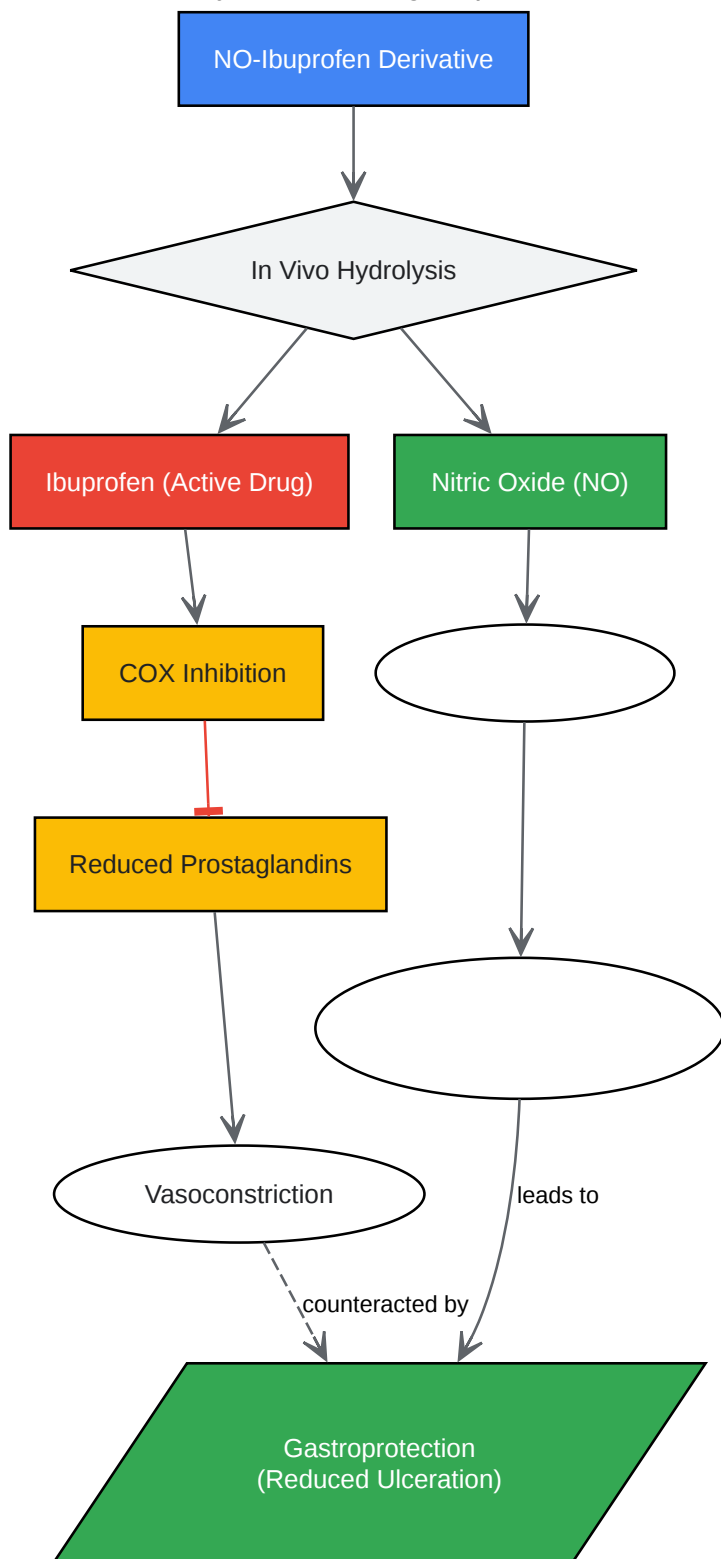 NO-Ibuprofen Derivative
In Vivo Hydrolysis
Ibuprofen (Active Drug)
Nitric Oxide (NO)
COX Inhibition
Reduced Prostaglandins
Vasoconstriction
leads to
counteracted by
Gastroprotection
(Reduced Ulceration)